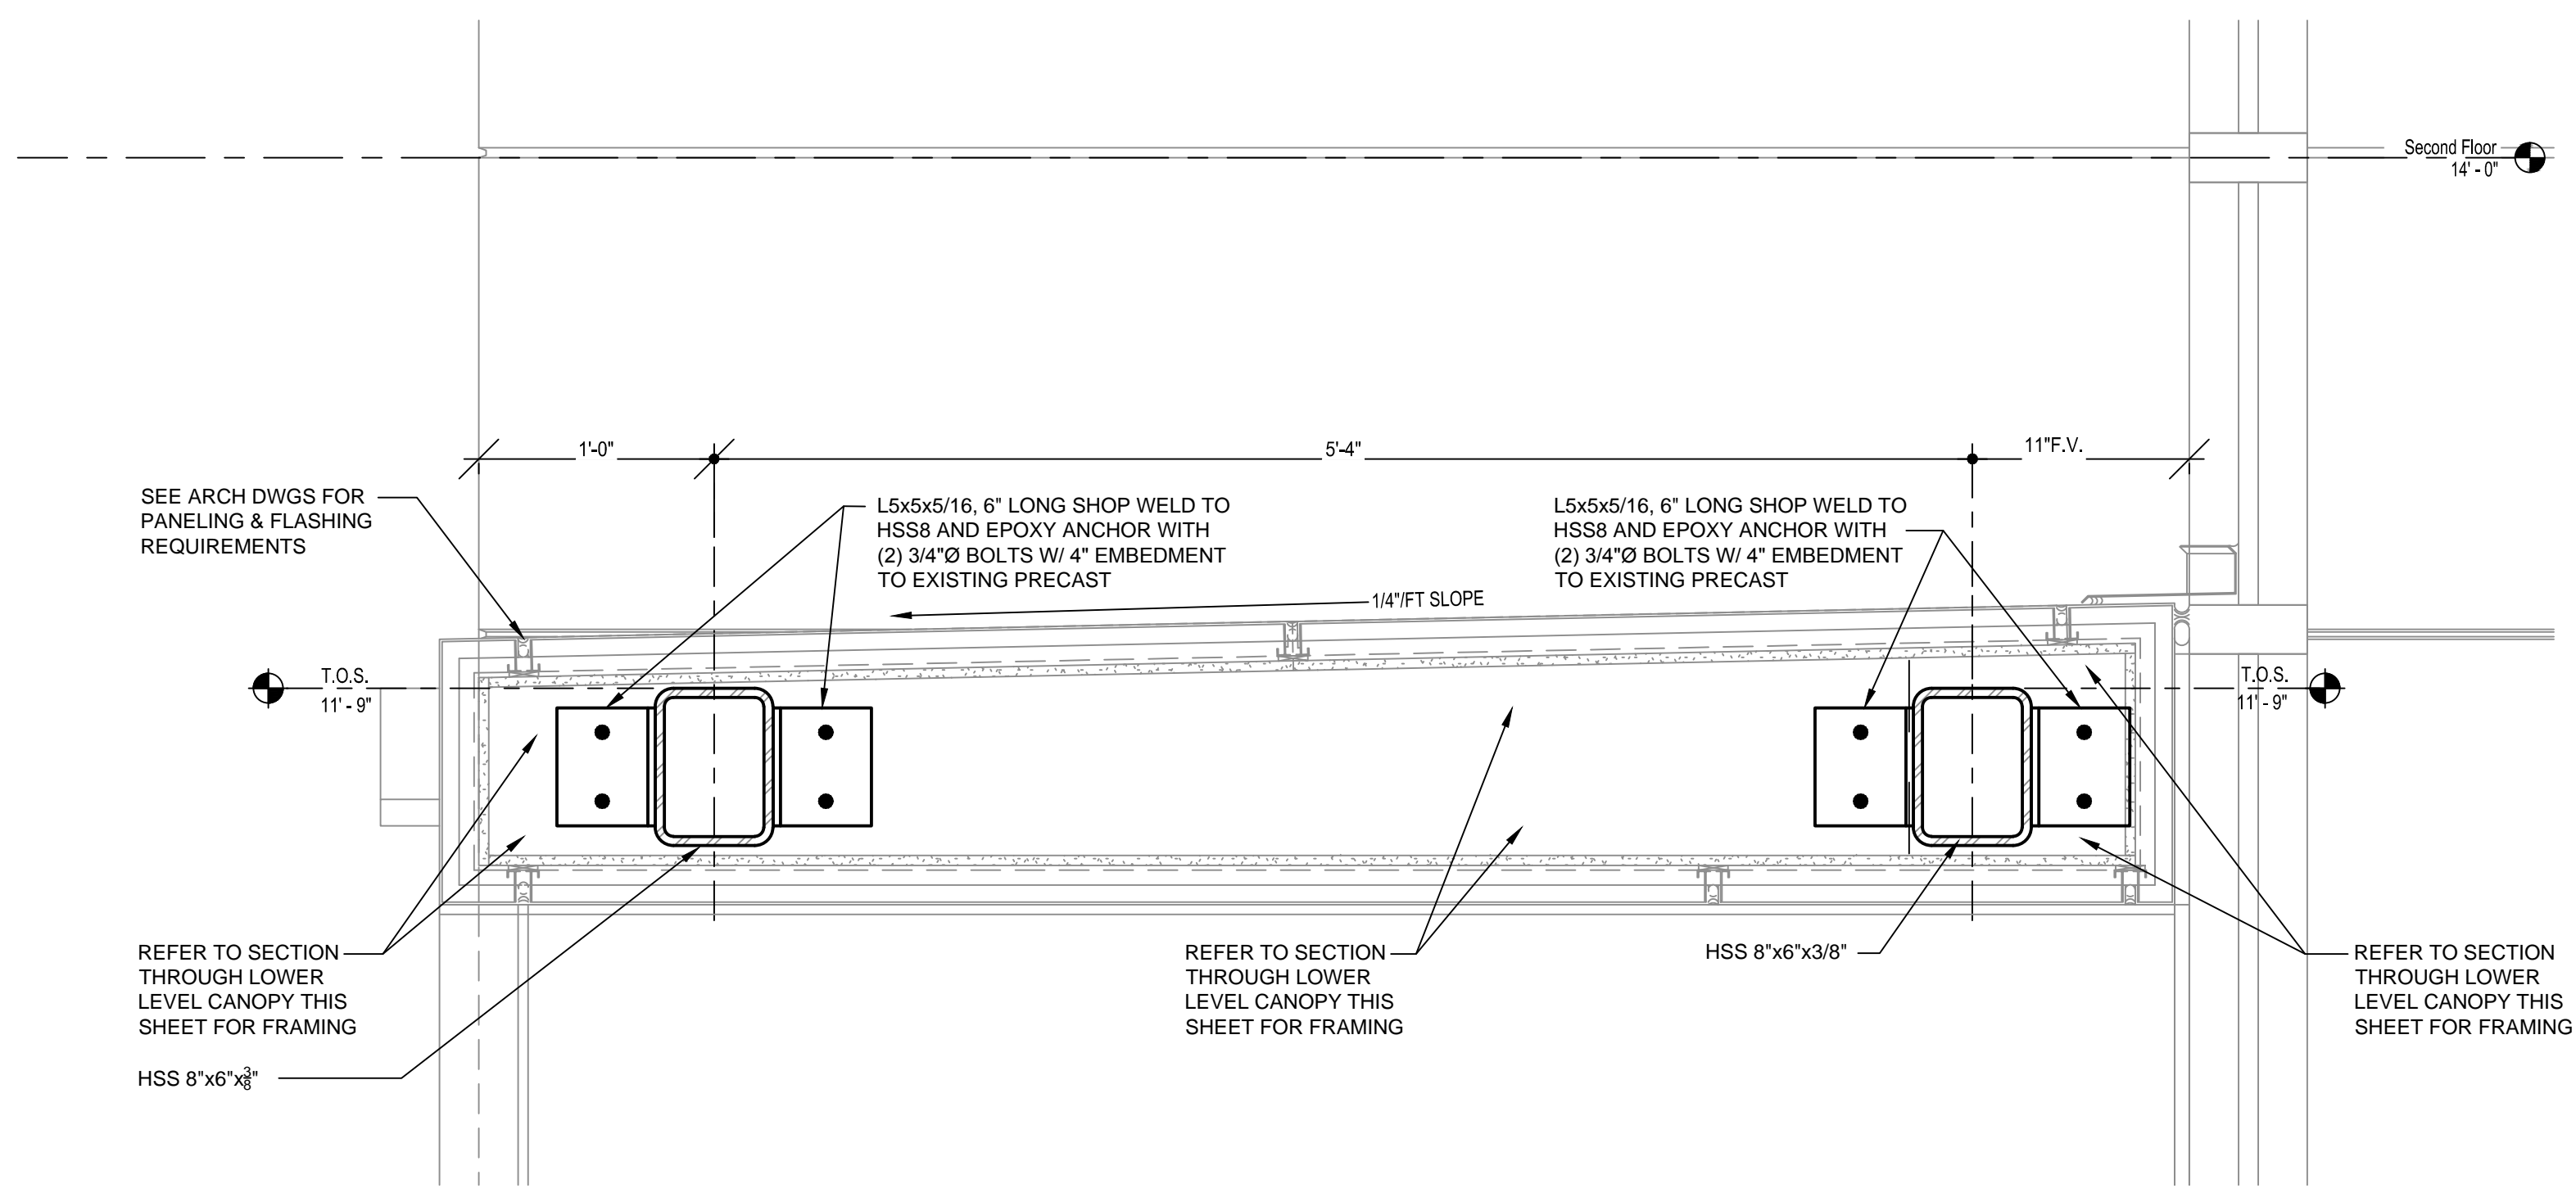 Second Floor
14' - 0"
1'-0"
5'-4"
11"F.V.
SEE ARCH DWGS FOR
PANELING & FLASHING
REQUIREMENTS
L5x5x5/16, 6" LONG SHOP WELD TO
HSS8 AND EPOXY ANCHOR WITH
(2) 3/4"Ø BOLTS W/ 4" EMBEDMENT
TO EXISTING PRECAST
L5x5x5/16, 6" LONG SHOP WELD TO
HSS8 AND EPOXY ANCHOR WITH
(2) 3/4"Ø BOLTS W/ 4" EMBEDMENT
TO EXISTING PRECAST
1/4"/FT SLOPE
T.O.S.
11' - 9"
T.O.S.
11' - 9"
REFER TO SECTION
THROUGH LOWER
LEVEL CANOPY THIS
SHEET FOR FRAMING
HSS 8"x6"x3/8"
REFER TO SECTION
THROUGH LOWER
LEVEL CANOPY THIS
SHEET FOR FRAMING
HSS 8"x6"x3/8"
REFER TO SECTION
THROUGH LOWER
LEVEL CANOPY THIS
SHEET FOR FRAMING